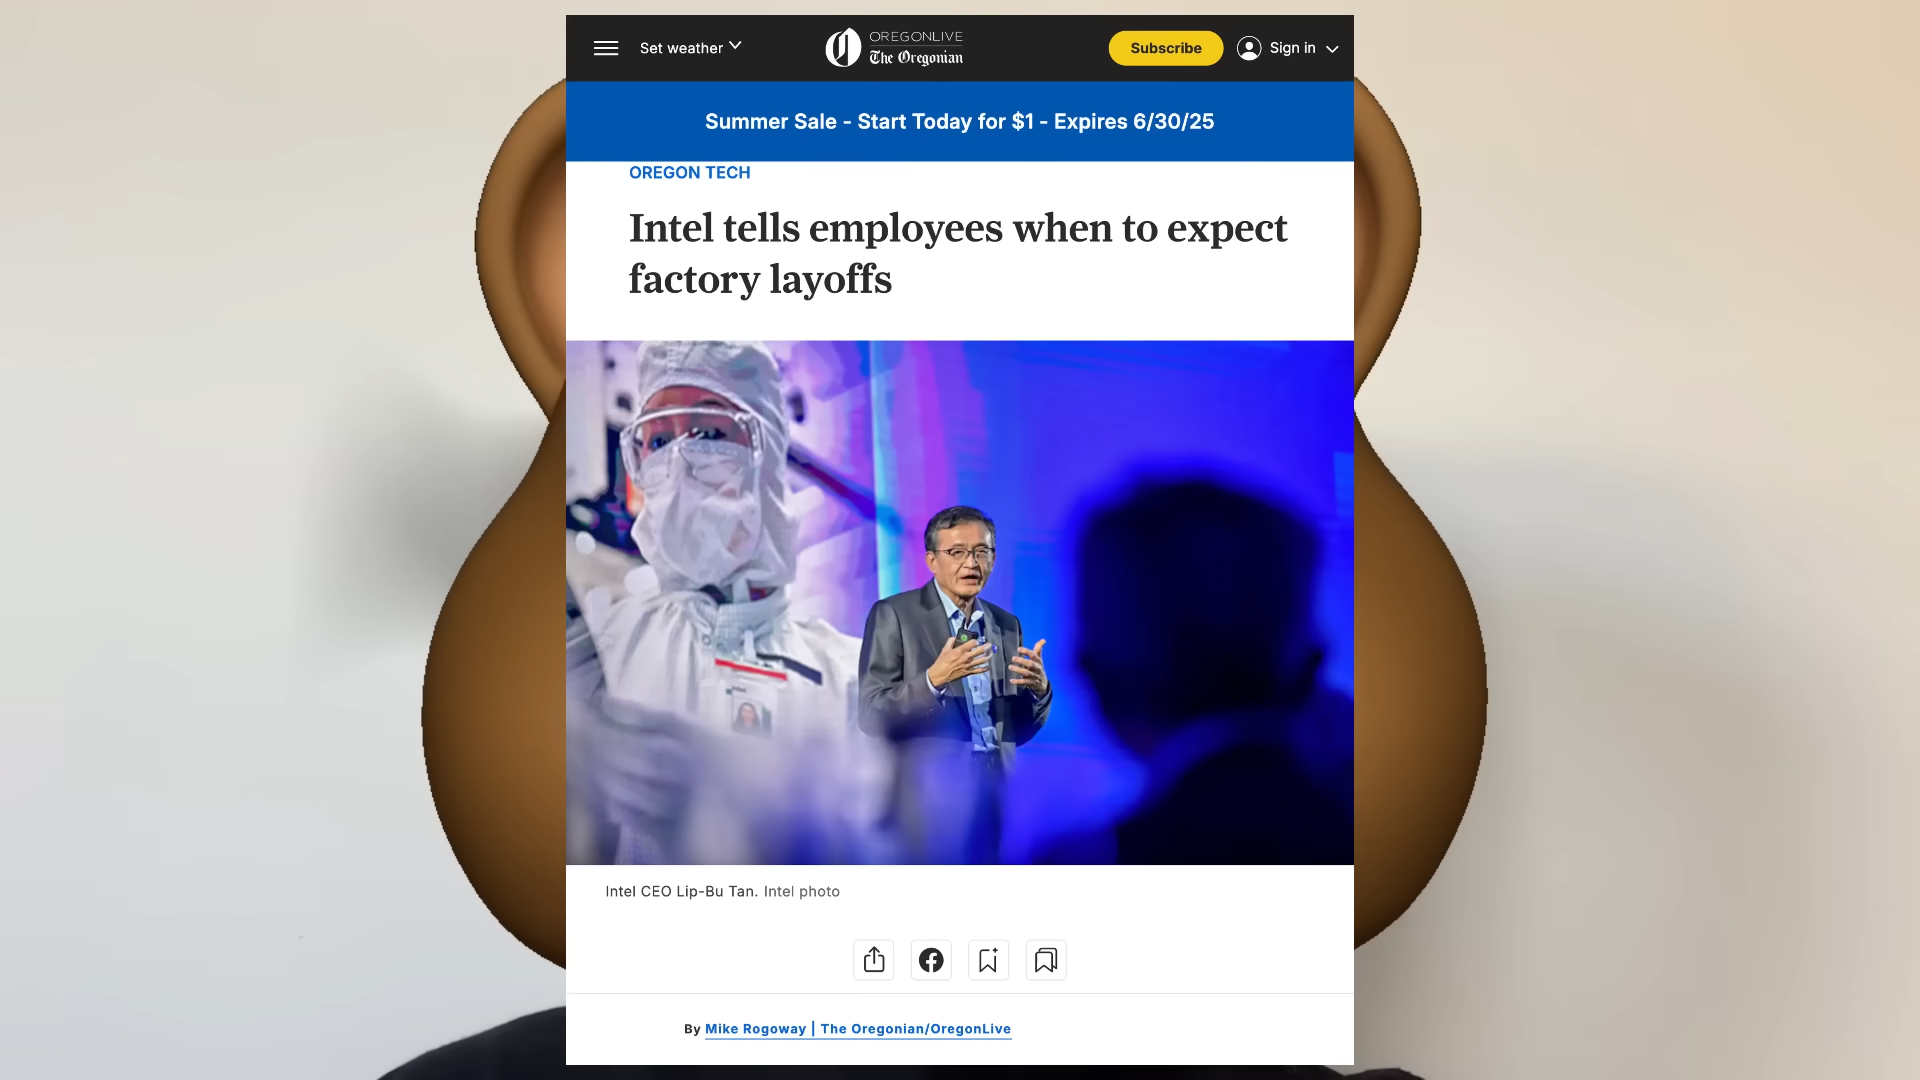 Set weather
OREGONLIVE
The Oregonian
Subscribe
Sign in
Summer Sale - Start Today for $1 - Expires 6/30/25
OREGON TECH
Intel tells employees when to expect
factory layoffs
Intel CEO Lip-Bu Tan. Intel photo
By Mike Rogoway | The Oregonian/OregonLive